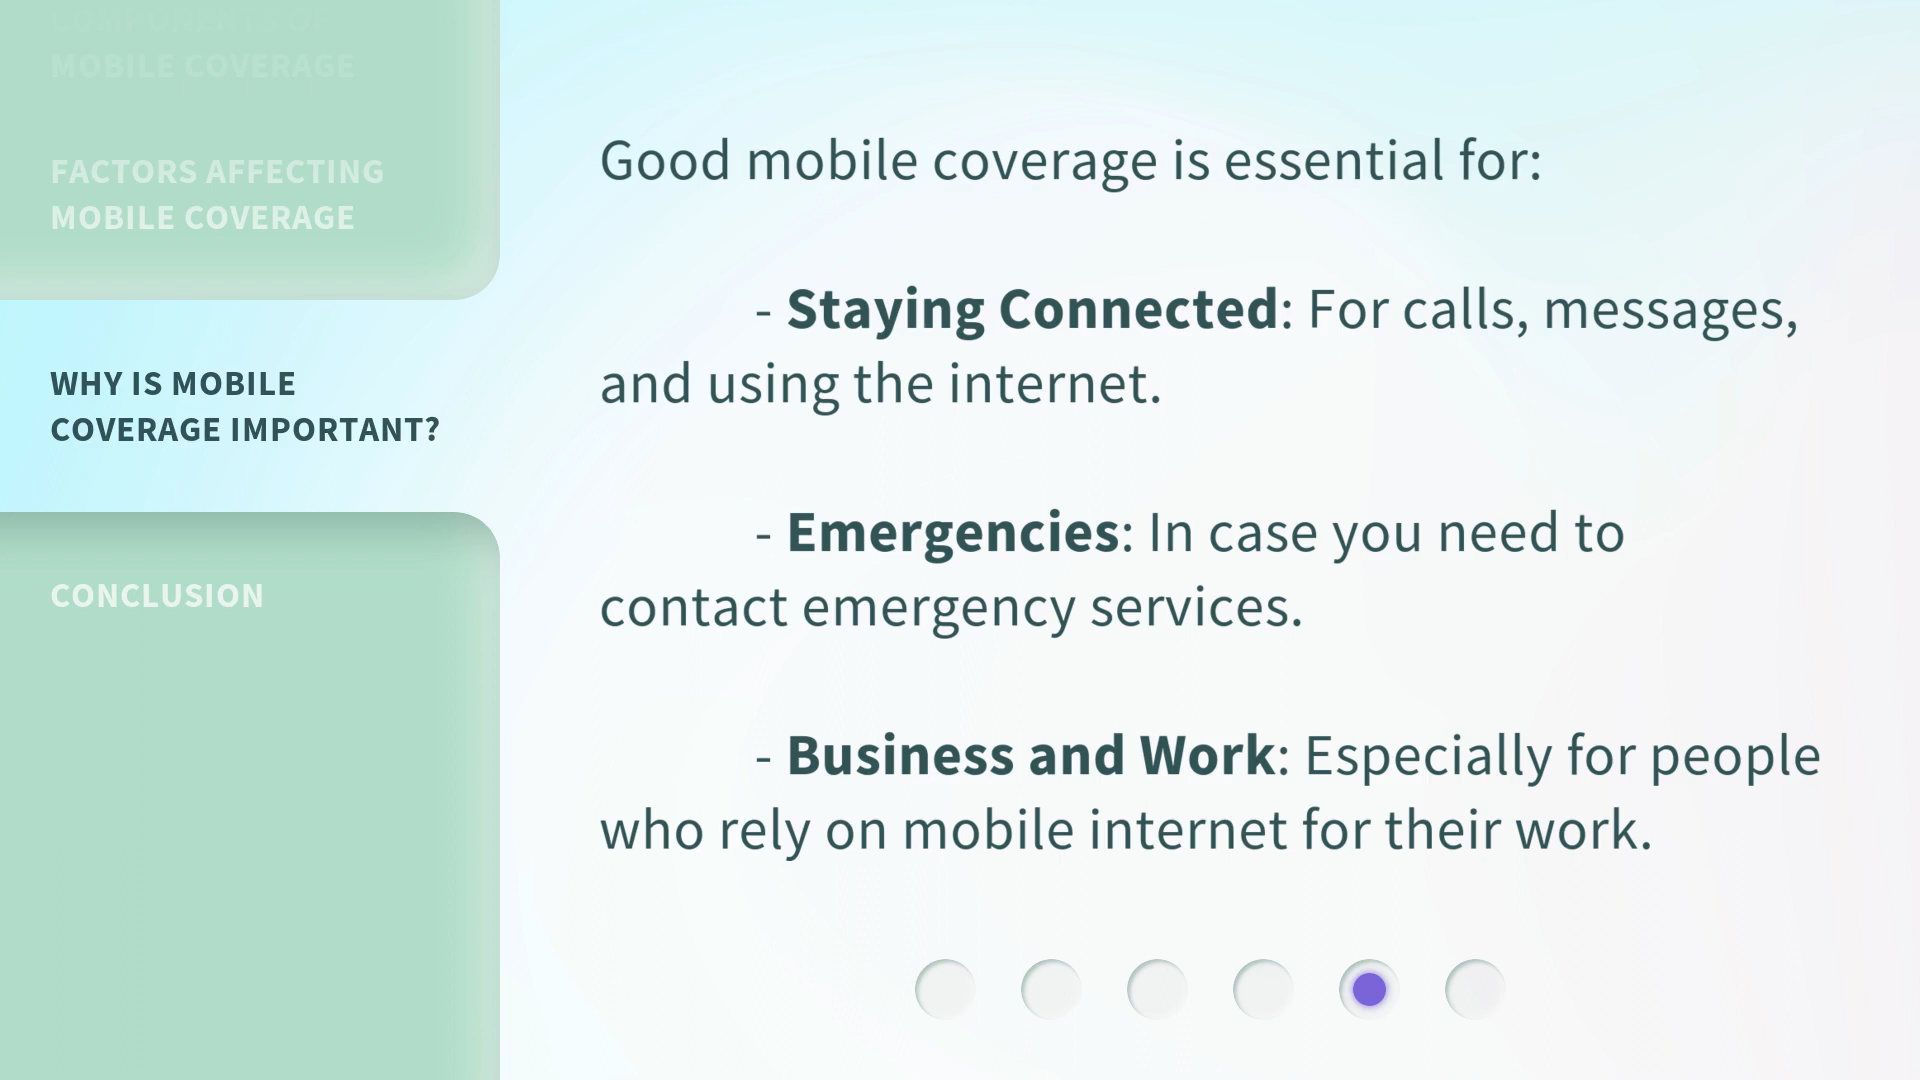 COMPONENTS OF
MOBILE COVERAGE
FACTORS AFFECTING
MOBILE COVERAGE
WHY IS MOBILE
COVERAGE IMPORTANT?
CONCLUSION
Good mobile coverage is essential for:
- Staying Connected: For calls, messages,
and using the internet.
- Emergencies: In case you need to
contact emergency services.
- Business and Work: Especially for people
who rely on mobile internet for their work.